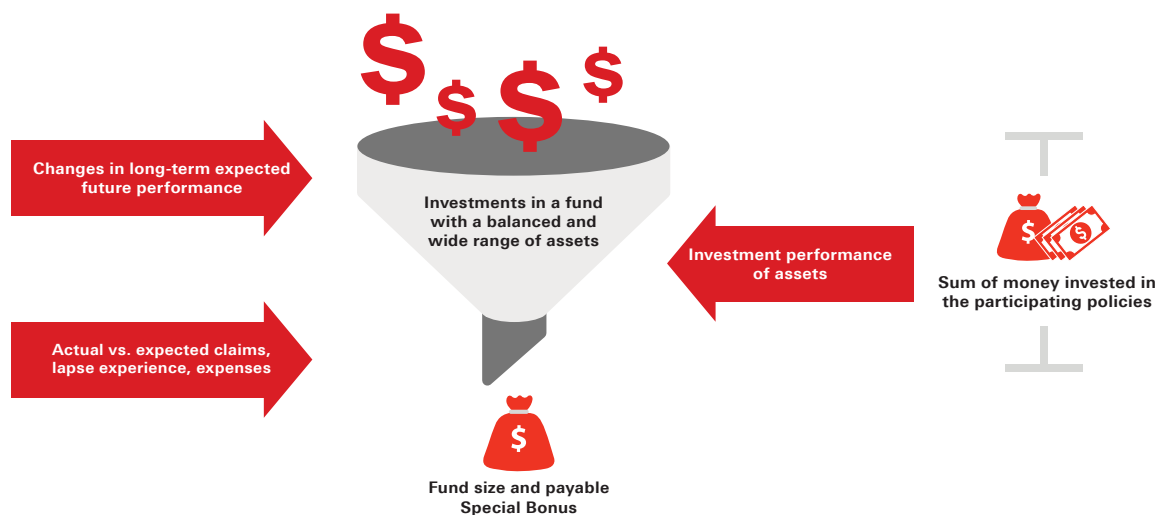 Changes in long-term expected
future performance
Investments in a fund
with a balanced and
wide range of assets
Investment performance
of assets
Sum of money invested in
the participating policies
Actual vs. expected claims,
lapse experience, expenses
Fund size and payable
Special Bonus